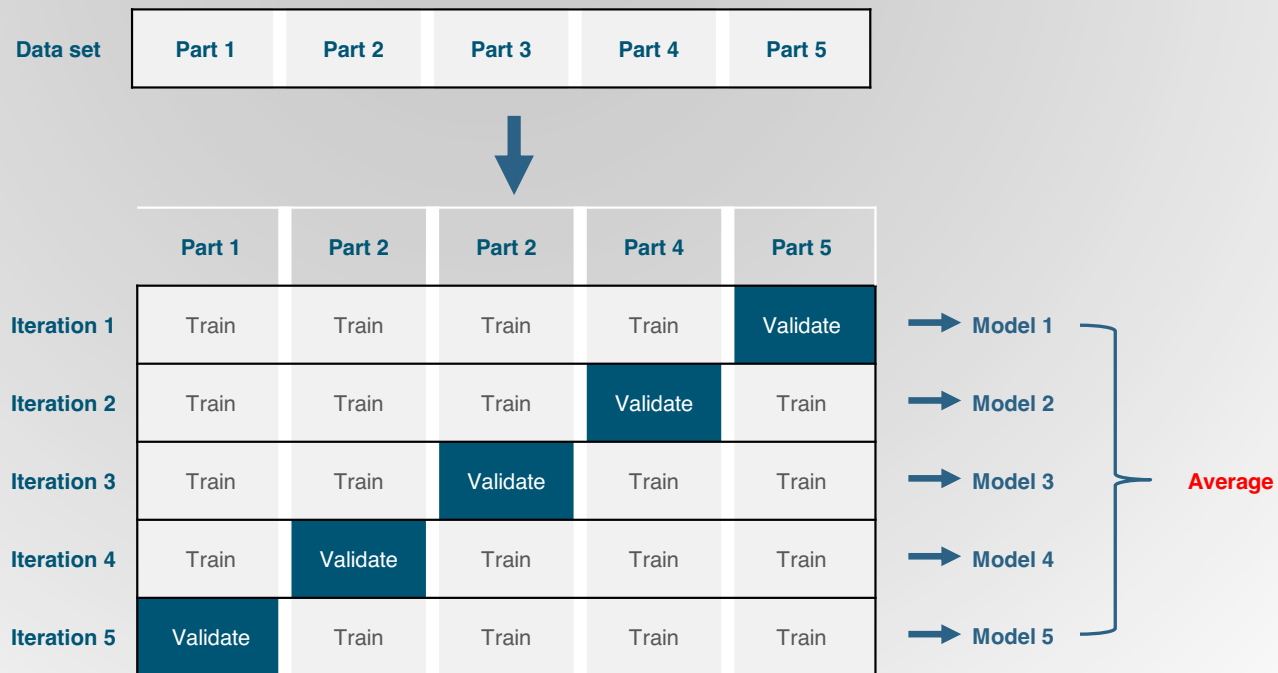 Data set Part 1 Part 2 Part 3 Part 4 Part 5
Part 1 Part 2 Part 2 Part 4 Part 5
Iteration 1 Train Train Train Train Validate Model 1
Iteration 2 Train Train Train Validate Train Model 2
Iteration 3 Train Train Validate Train Train Model 3 Average
Iteration 4 Train Validate Train Train Train Model 4
Iteration 5 Validate Train Train Train Train Model 5